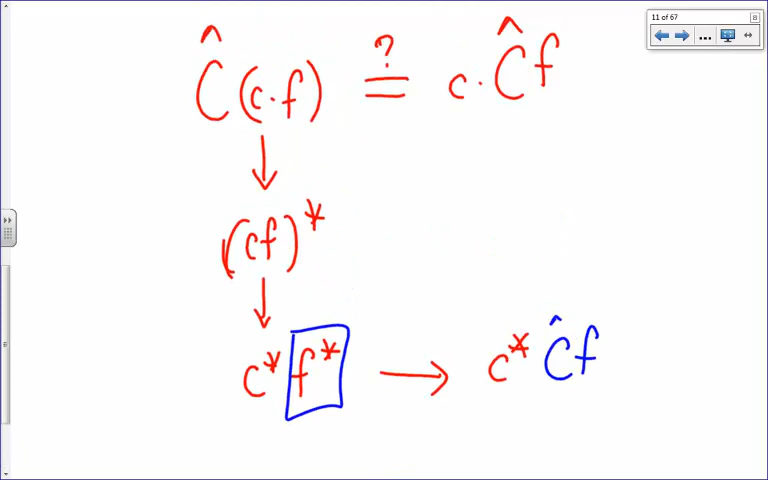 11 of 67
Ĉ(c·f) ≟ c·Ĉf
↓
(cf)*
↓
c* f* → c* Ĉf